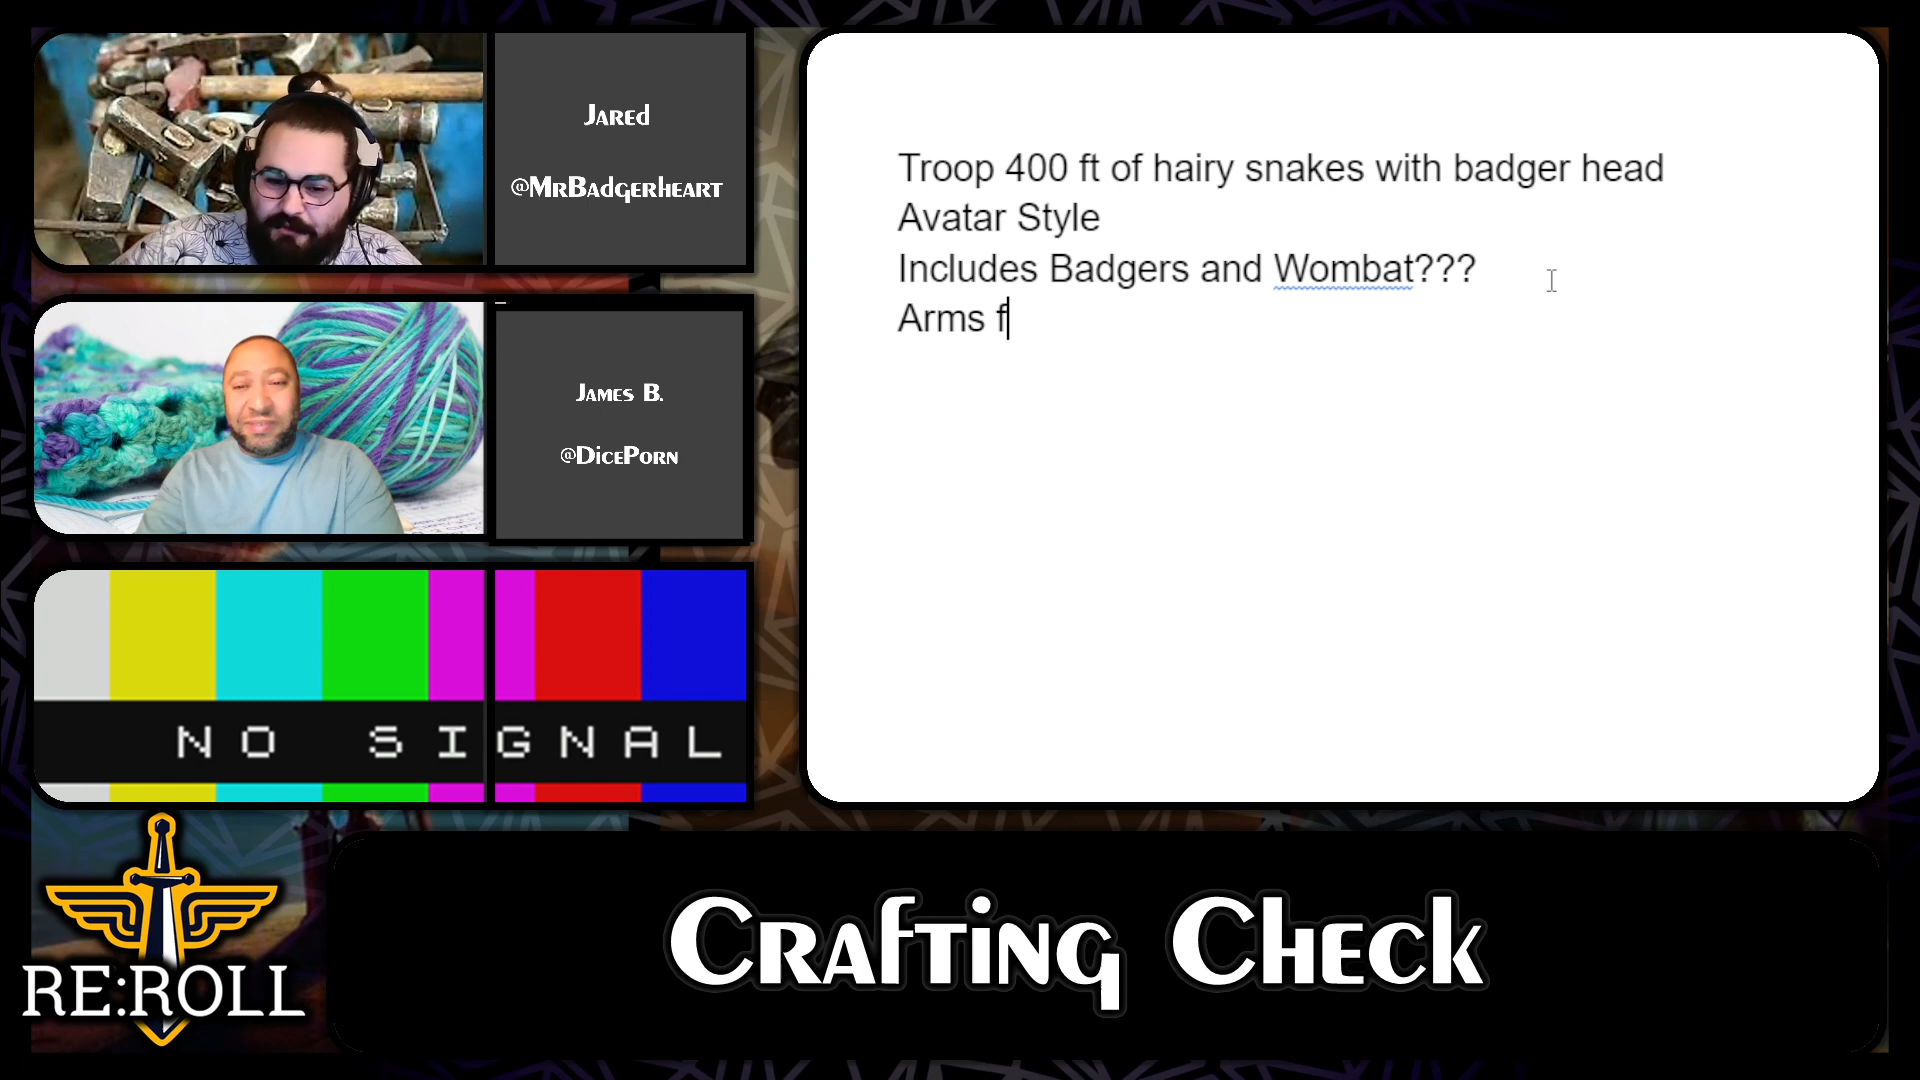 Jared
@MrBadgerheart
James B.
@DicePorn
NO SIGNAL
Troop 400 ft of hairy snakes with badger head
Avatar Style
Includes Badgers and Wombat???
Arms f
RE:ROLL
Crafting Check